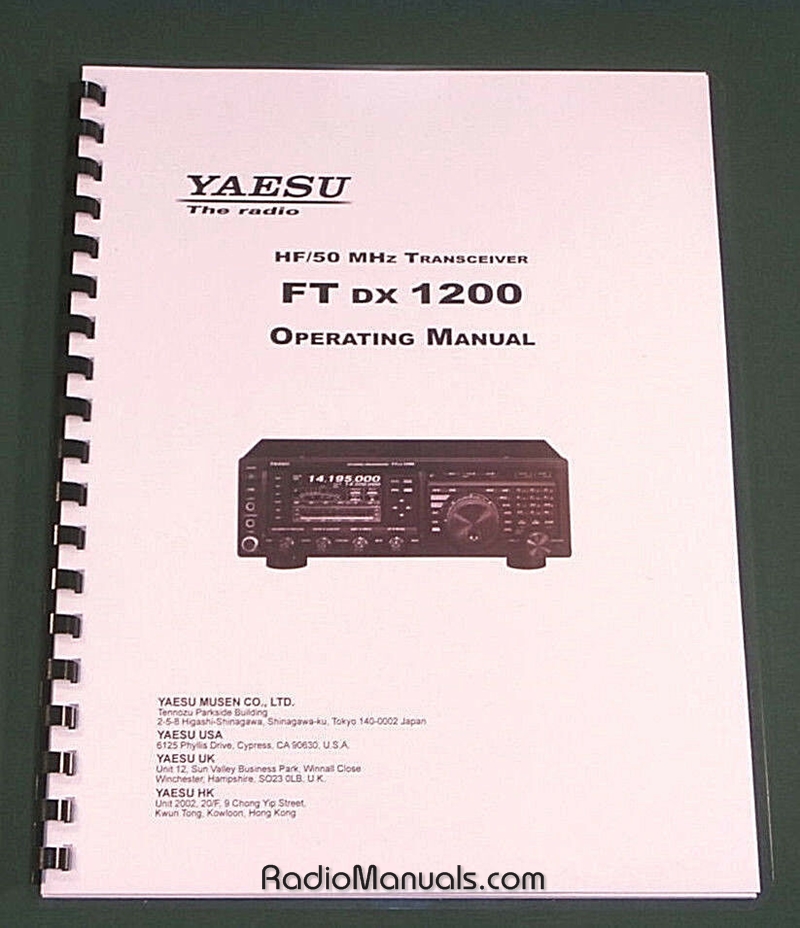 YAESU
The radio
HF/50 MHz TRANSCEIVER
FT DX 1200
OPERATING MANUAL
YAESU
14.195.000
YAESU MUSEN CO., LTD.
Tennozu Parkside Building
2-5-8 Higashi-Shinagawa, Shinagawa-ku, Tokyo 140-0002 Japan
YAESU USA
6125 Phyllis Drive, Cypress, CA 90630, U.S.A.
YAESU UK
Unit 12, Sun Valley Business Park, Winnall Close
Winchester, Hampshire, SO23 0LB, U.K.
YAESU HK
Unit 2002, 20/F, 9 Chong Yip Street,
Kwun Tong, Kowloon, Hong Kong
RadioManuals.com